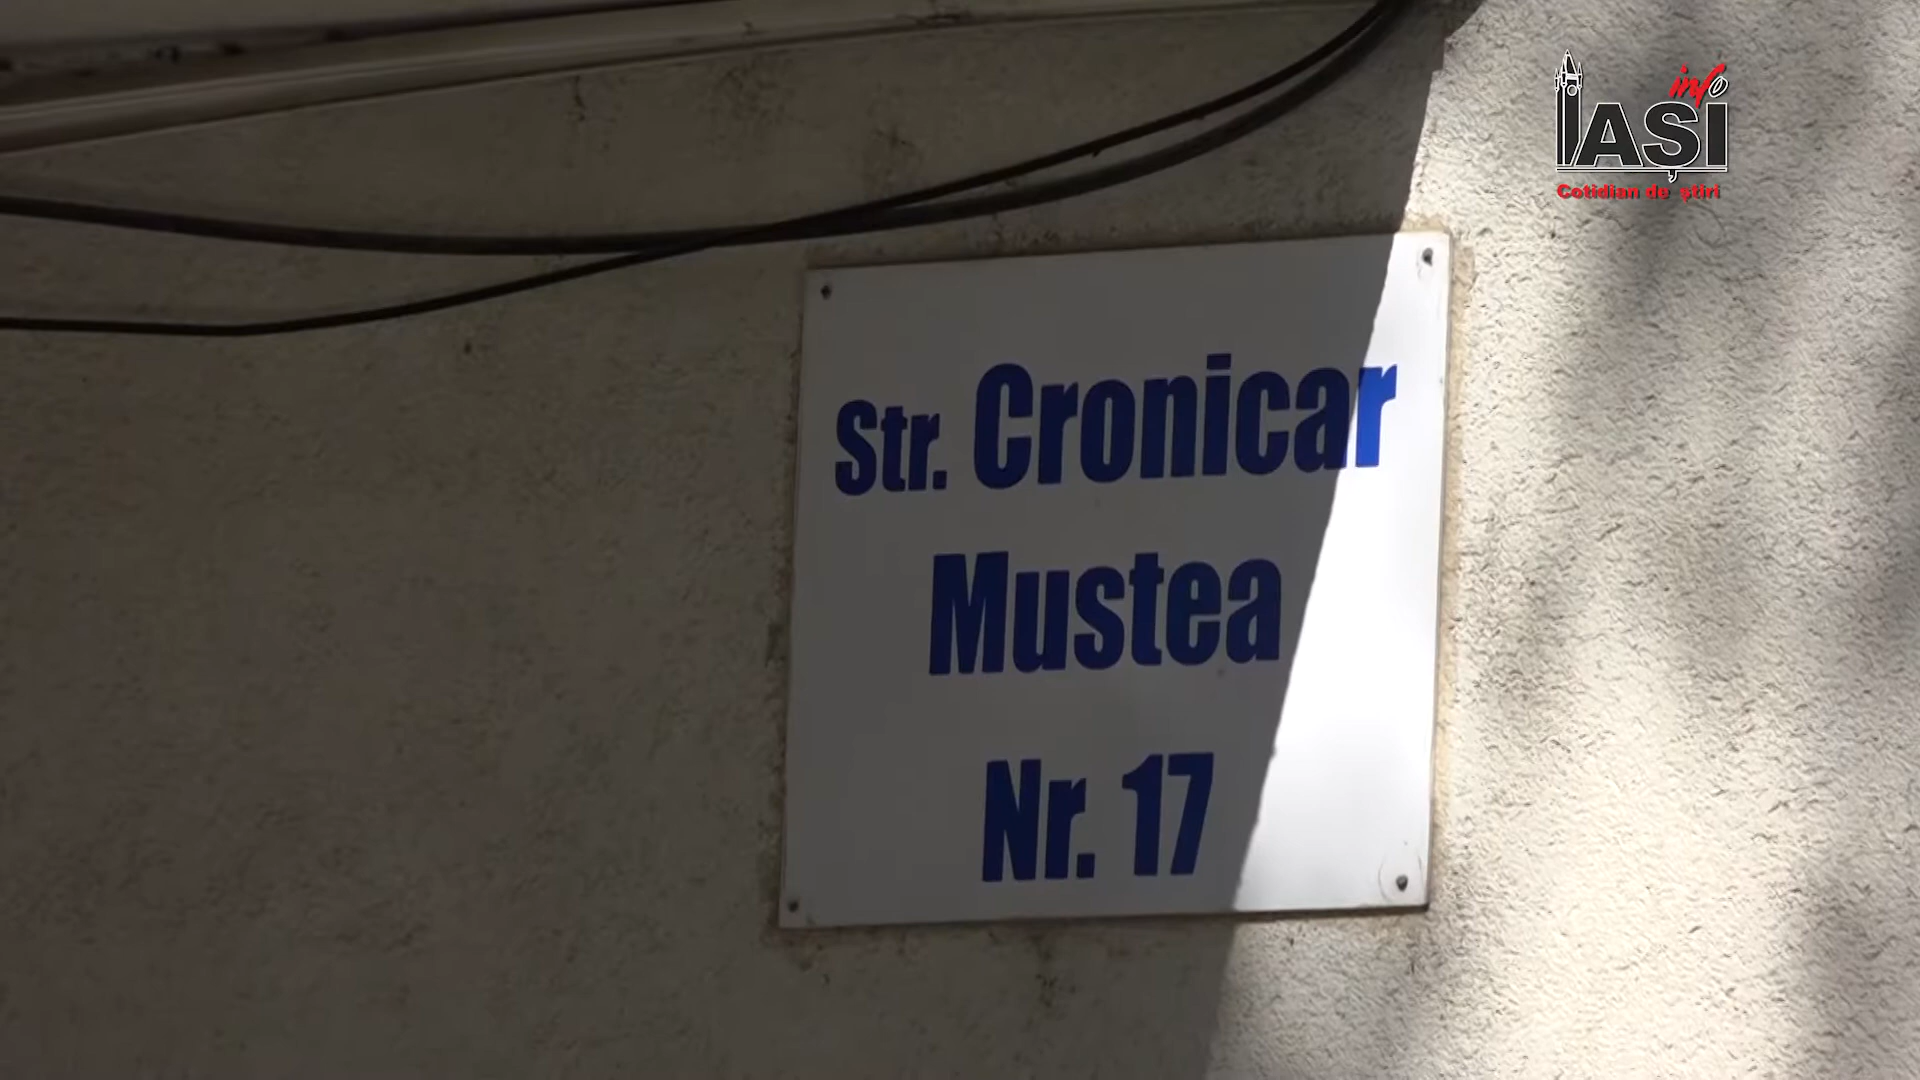 info
IAȘI
Cotidian de știri
Str. Cronicar
Mustea
Nr. 17